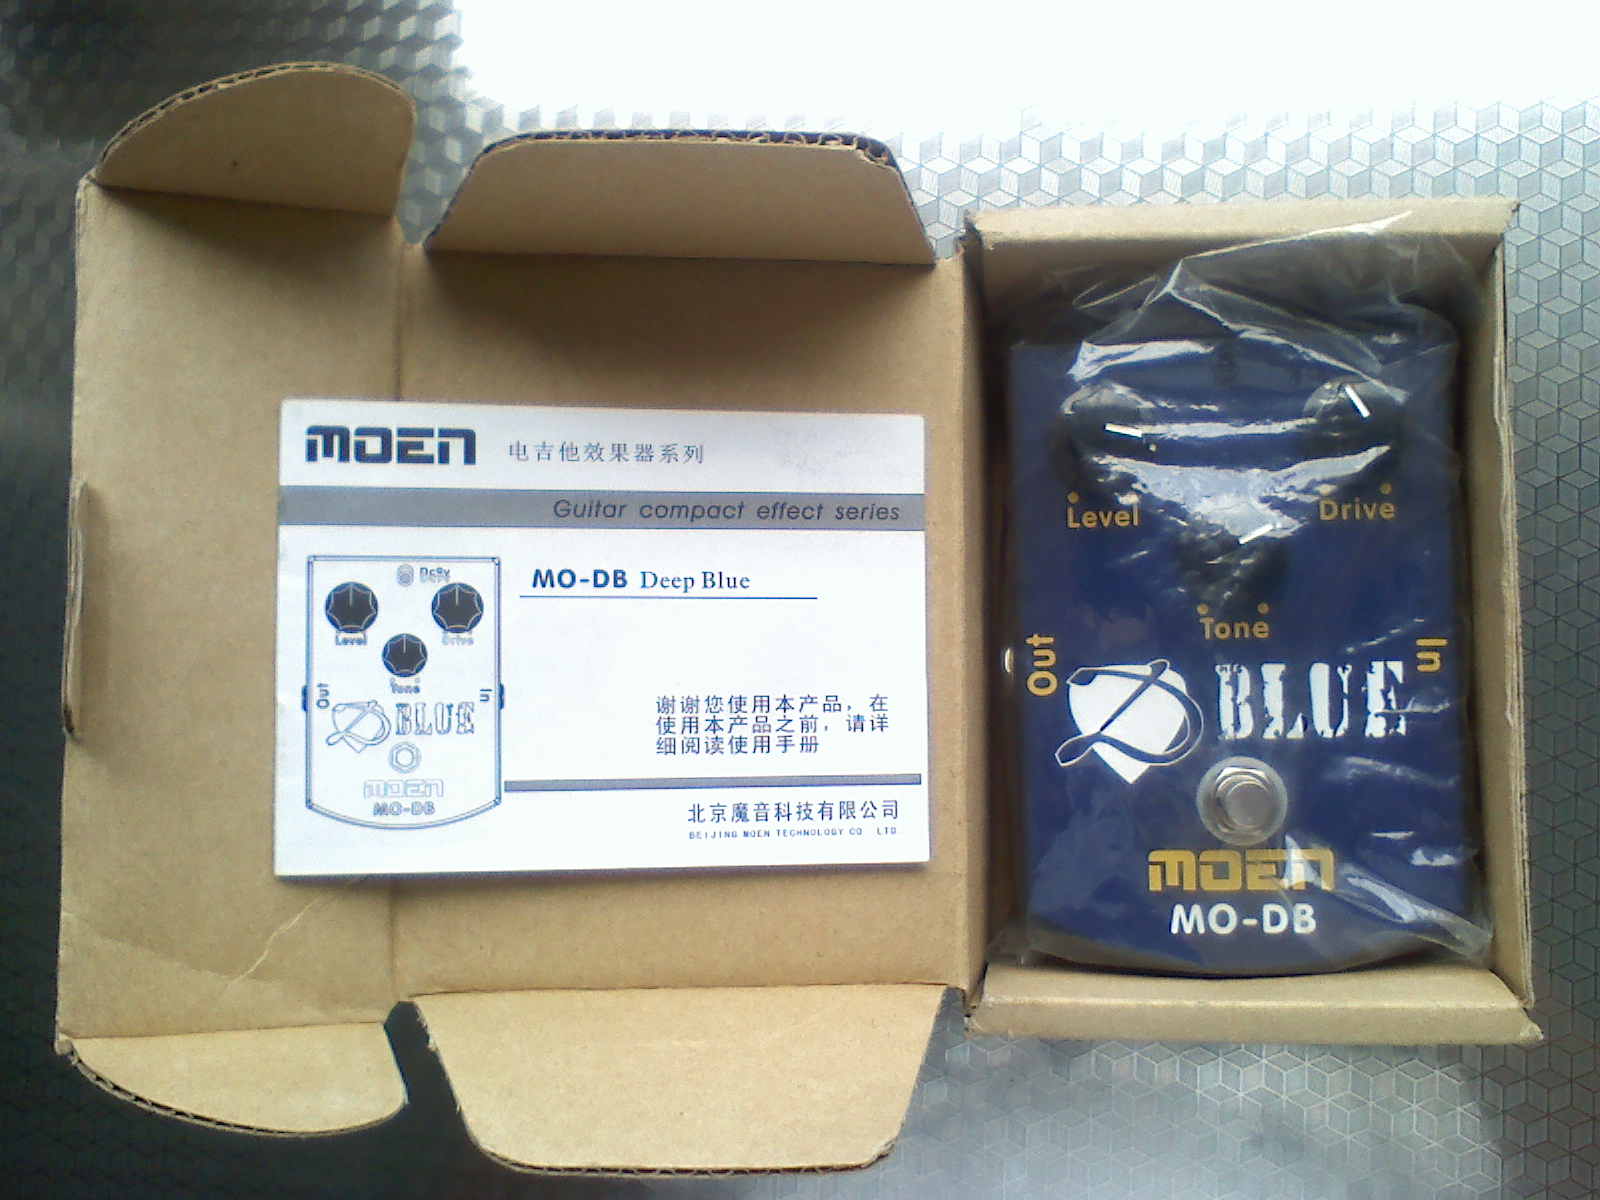 MOEN 电吉他效果器系列
Guitar compact effect series
MO-DB Deep Blue
Dc9v
Level
Drive
Tone
Out
In
BLUE
MOEN
MO-DB
谢谢您使用本产品，在
使用本产品之前，请详
细阅读使用手册
北京魔音科技有限公司
BEIJING MOEN TECHNOLOGY CO LTD
Level
Drive
Tone
Out
In
D BLUE
MOEN
MO-DB